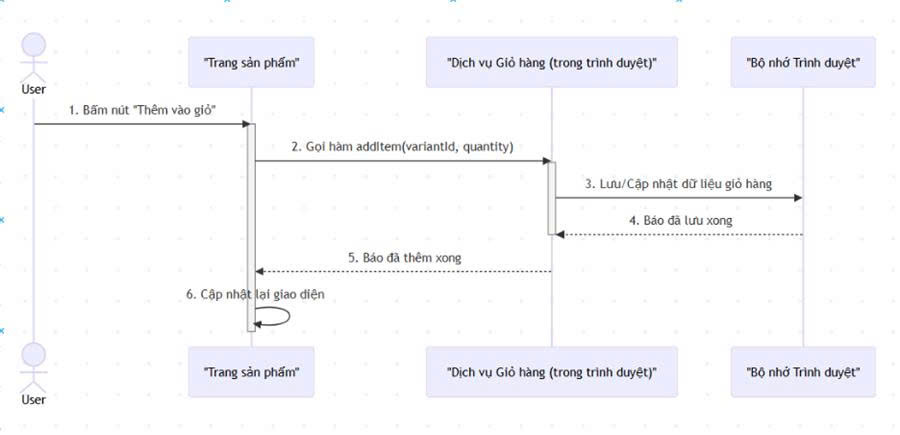 "Trang sản phẩm"
"Dịch vụ Giỏ hàng (trong trình duyệt)"
"Bộ nhớ Trình duyệt"
User
1. Bấm nút "Thêm vào giỏ"
2. Gọi hàm addItem(variantId, quantity)
3. Lưu/Cập nhật dữ liệu giỏ hàng
4. Báo đã lưu xong
5. Báo đã thêm xong
6. Cập nhật lại giao diện
"Trang sản phẩm"
"Dịch vụ Giỏ hàng (trong trình duyệt)"
"Bộ nhớ Trình duyệt"
User